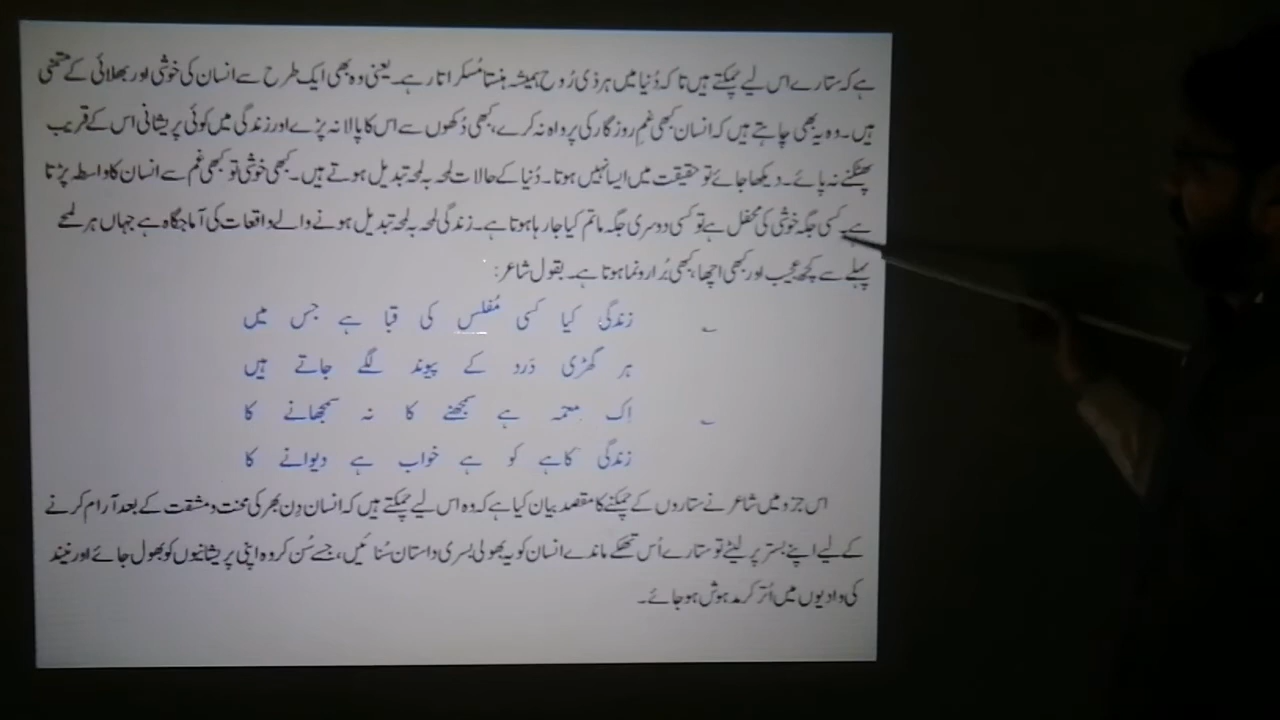 ہے کہ ستارے اس لیے چمکتے ہیں تاکہ دُنیا میں ہر ذی رُوح ہمیشہ ہنستا مُسکراتا رہے۔ یعنی وہ بھی ایک طرح سے انسان کی خوشی اور بھلائی کے متمنی
ہیں۔ وہ یہ بھی چاہتے ہیں کہ انسان کبھی غمِ روزگار کی پرواہ نہ کرے، کبھی دُکھوں سے اس کا پالا نہ پڑے اور زندگی میں کوئی پریشانی اس کے قریب
پھٹکنے نہ پائے۔ دیکھا جائے تو حقیقت میں ایسا نہیں ہوتا۔ دُنیا کے حالات لمحہ بہ لمحہ تبدیل ہوتے ہیں۔ کبھی خوشی تو کبھی غم سے انسان کا واسطہ پڑتا
ہے۔ کسی جگہ خوشی کی محفل ہے تو کسی دوسری جگہ ماتم کیا جا رہا ہوتا ہے۔ زندگی لمحہ بہ لمحہ تبدیل ہونے والے واقعات کی آماجگاہ ہے جہاں ہر لمحے
پہلے سے کچھ عجیب اور کبھی اچھا، کبھی بُرا رونما ہوتا ہے۔ بقول شاعر:
؎ زندگی کیا کسی مُفلس کی قبا ہے جس میں
ہر گھڑی دَرد کے پیوند لگے جاتے ہیں
؎ اِک معمہ ہے سمجھنے کا نہ سمجھانے کا
زندگی کاہے کو ہے خواب ہے دیوانے کا
اس جزو میں شاعر نے ستاروں کے چمکنے کا مقصد بیان کیا ہے کہ وہ اس لیے چمکتے ہیں کہ انسان دِن بھر کی محنت و مشقت کے بعد آرام کرنے
کے لیے اپنے بستر پر لیٹے تو ستارے اُس تھکے ماندے انسان کو یہ بھولی بسری داستان سُنائیں، جسے سُن کر وہ اپنی پریشانیوں کو بھول جائے اور نیند
کی وادیوں میں اُتر کر مدہوش ہو جائے۔